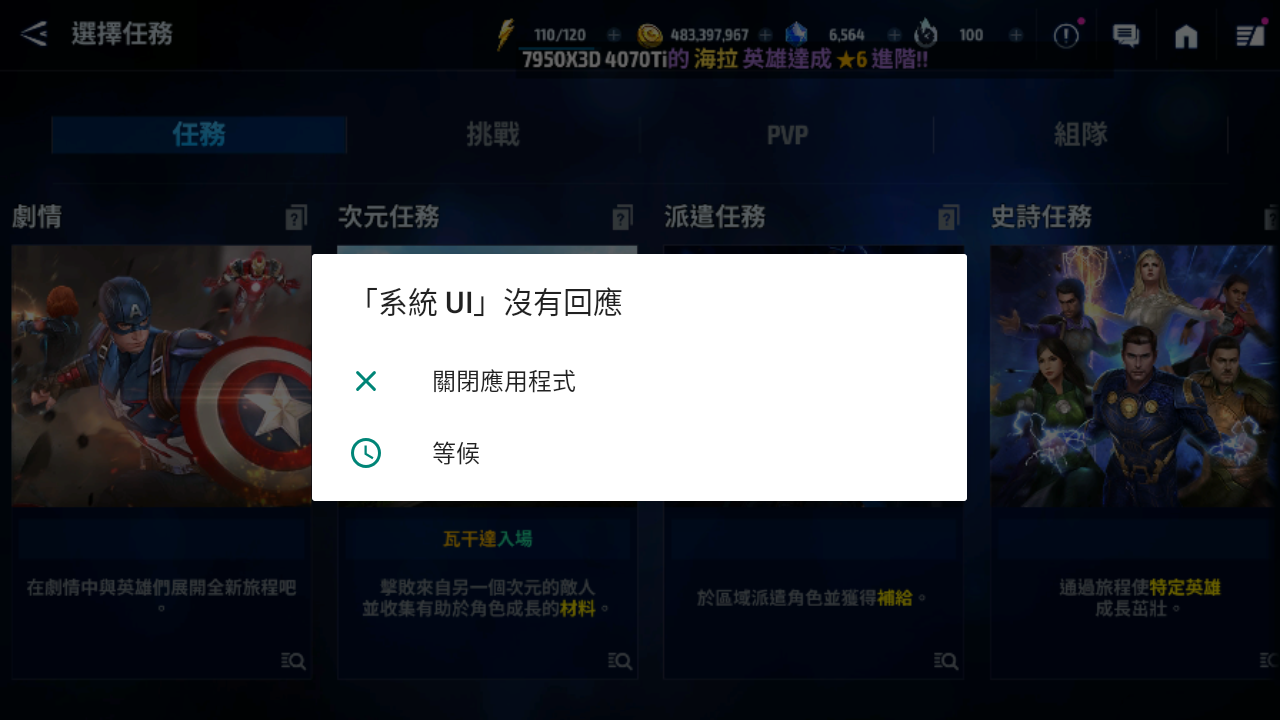 選擇任務
110/120
483,397,967
6,564
100
7950X3D 4070Ti的 海拉 英雄達成 ★6 進階!!
任務
挑戰
PVP
組隊
劇情
次元任務
派遣任務
史詩任務
「系統 UI」沒有回應
關閉應用程式
等候
在劇情中與英雄們展開全新旅程吧
。
瓦干達入場
擊敗來自另一個次元的敵人
並收集有助於角色成長的材料。
於區域派遣角色並獲得補給。
通過旅程使特定英雄
成長茁壯。